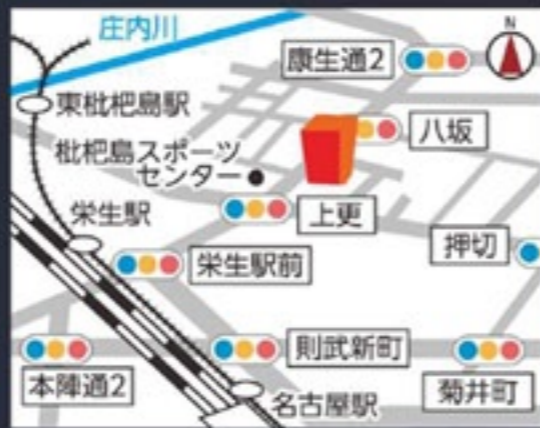 庄内川
N
康生通2
東枇杷島駅
八坂
枇杷島スポーツ
センター
上更
栄生駅
押切
栄生駅前
則武新町
本陣通2
菊井町
名古屋駅